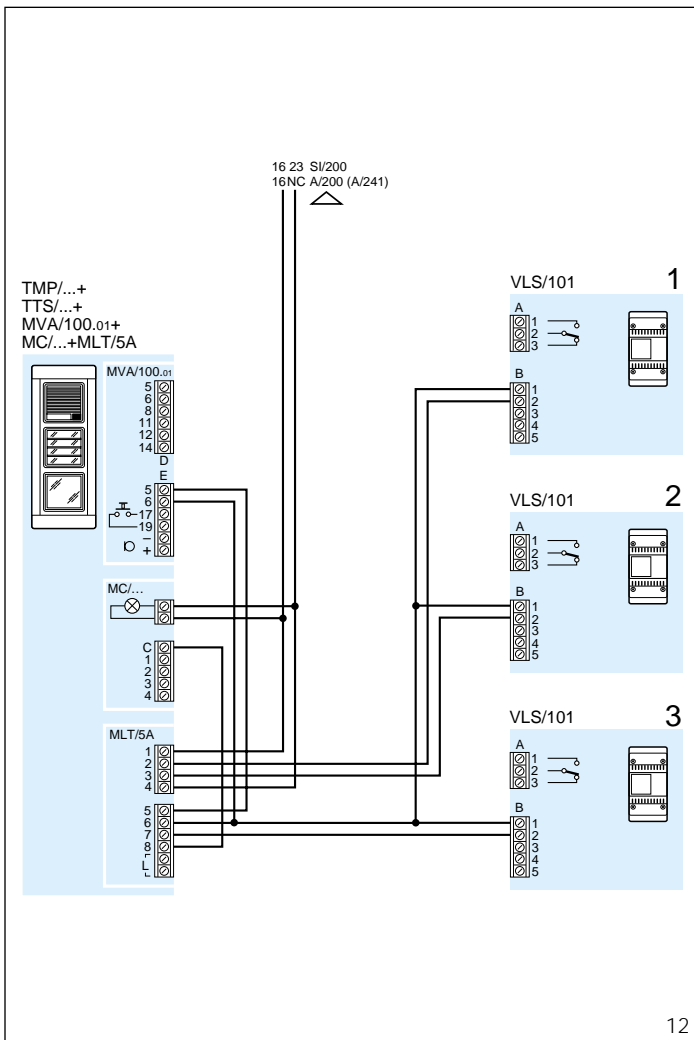 16 23 SI/200
16NC A/200 (A/241)
TMP/...+
TTS/...+
MVA/100.01+
MC/...+MLT/5A
MVA/100.01
5
6
8
11
12
14
D
E
5
6
17
19
–
+
MC/...
C
1
2
3
4
MLT/5A
1
2
3
4
5
6
7
8
L
VLS/101 1
A
1
2
3
B
1
2
3
4
5
VLS/101 2
A
1
2
3
B
1
2
3
4
5
VLS/101 3
A
1
2
3
B
1
2
3
4
5
12